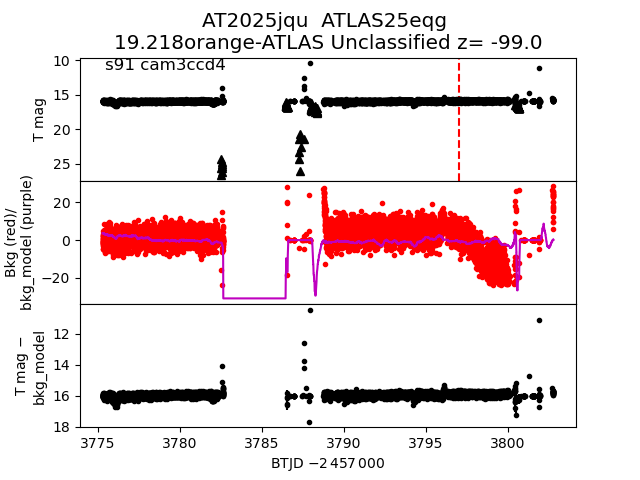 AT2025jqu  ATLAS25eqg
19.218orange-ATLAS Unclassified z= -99.0
s91 cam3ccd4
T mag
10
15
20
25
Bkg (red)/
bkg_model (purple)
20
0
−20
T mag −
bkg_model
12
14
16
18
3775
3780
3785
3790
3795
3800
BTJD −2 457 000